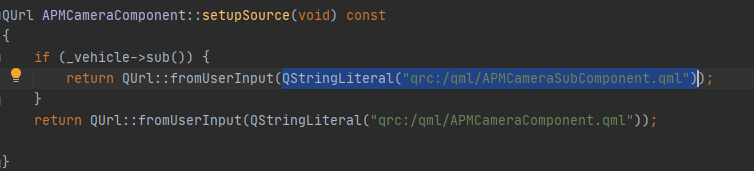 QUrl APMCameraComponent::setupSource(void) const
{
    if (_vehicle->sub()) {
        return QUrl::fromUserInput(QStringLiteral("qrc:/qml/APMCameraSubComponent.qml"));
    }
    return QUrl::fromUserInput(QStringLiteral("qrc:/qml/APMCameraComponent.qml"));
}